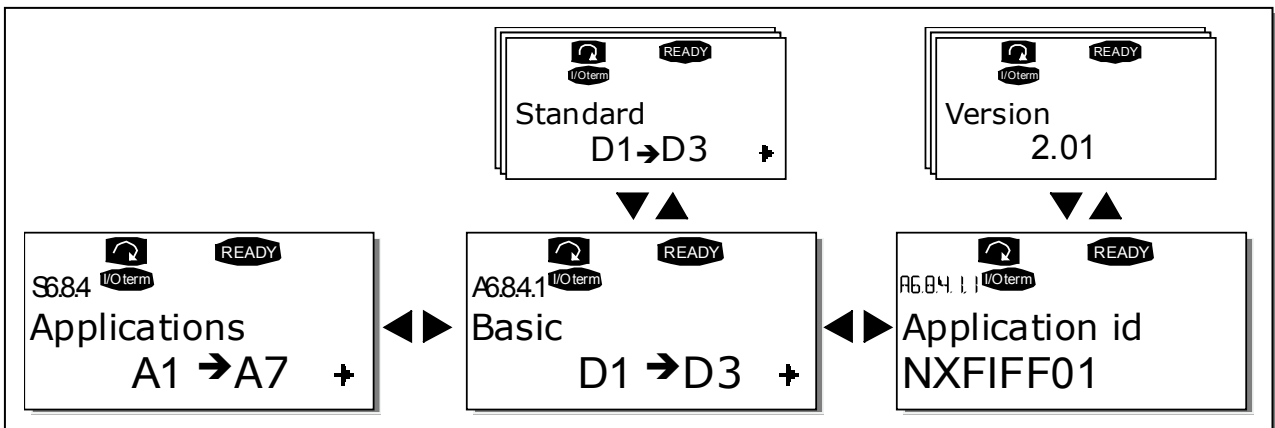 READY
I/Oterm
Standard
D1➔D3
READY
I/Oterm
Version
2.01
READY
S6.8.4 I/Oterm
Applications
A1 ➔A7
READY
A6.8.4.1 I/Oterm
Basic
D1 ➔D3
READY
A6.8.4.1.1 I/Oterm
Application id
NXFIFF01